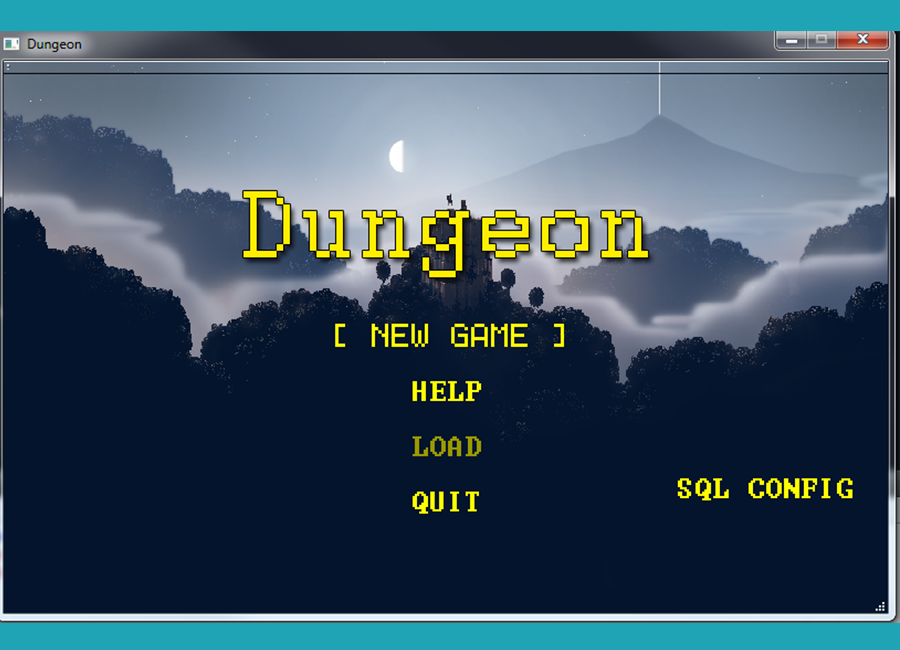 Dungeon
Dungeon
[ NEW GAME ]
HELP
LOAD
QUIT
SQL CONFIG